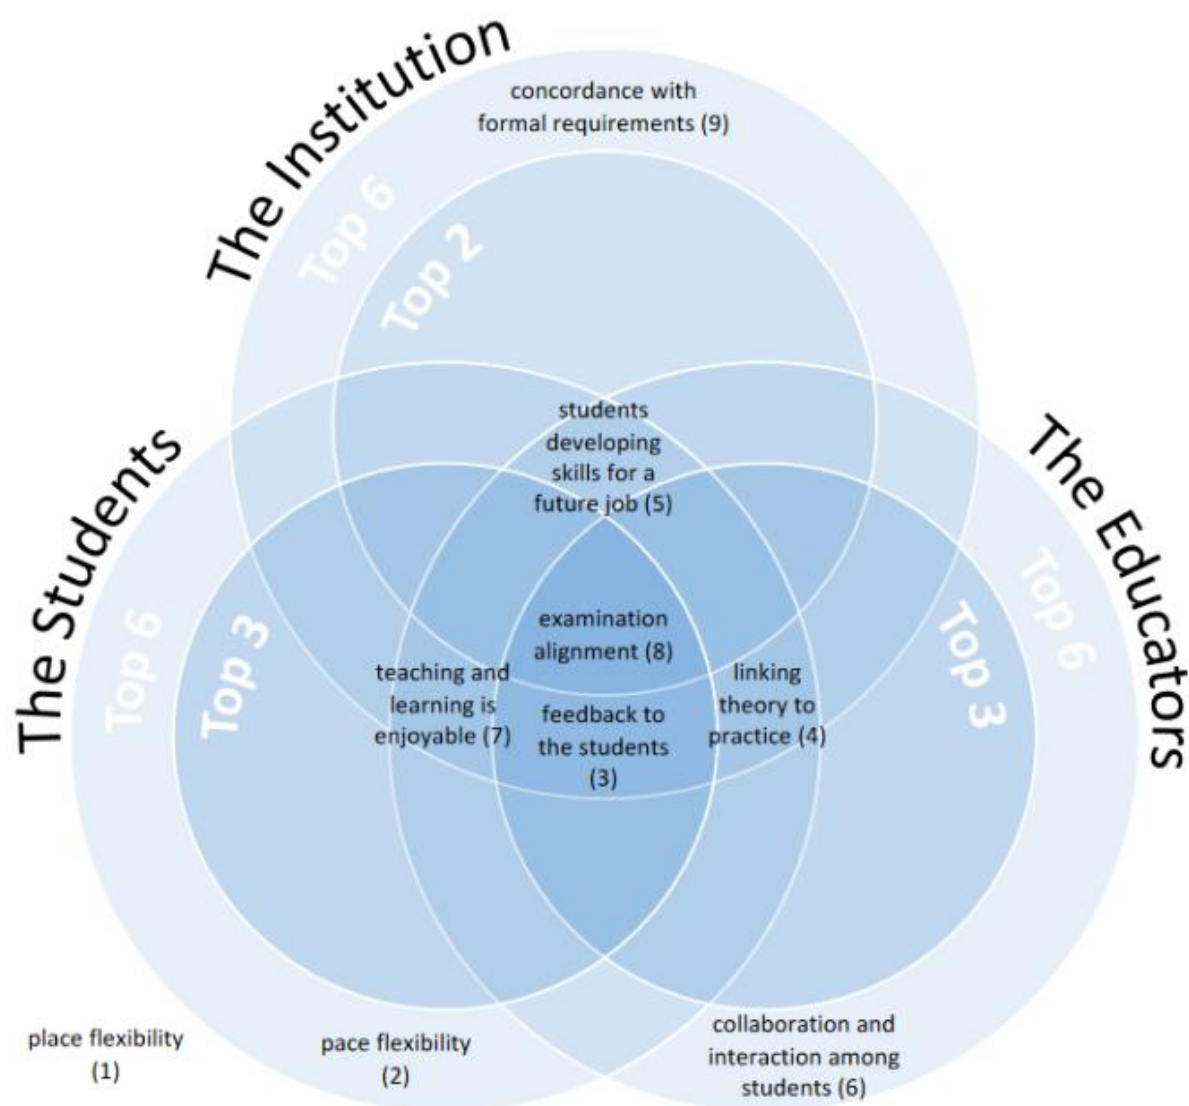 The Institution
concordance with
formal requirements (9)
Top 6
Top 2
The Students
students
developing
skills for a
future job (5)
The Educators
Top 6
Top 3
Top 3
Top 6
examination
alignment (8)
teaching and
learning is
enjoyable (7)
linking
theory to
practice (4)
feedback to
the students
(3)
place flexibility
(1)
pace flexibility
(2)
collaboration and
interaction among
students (6)